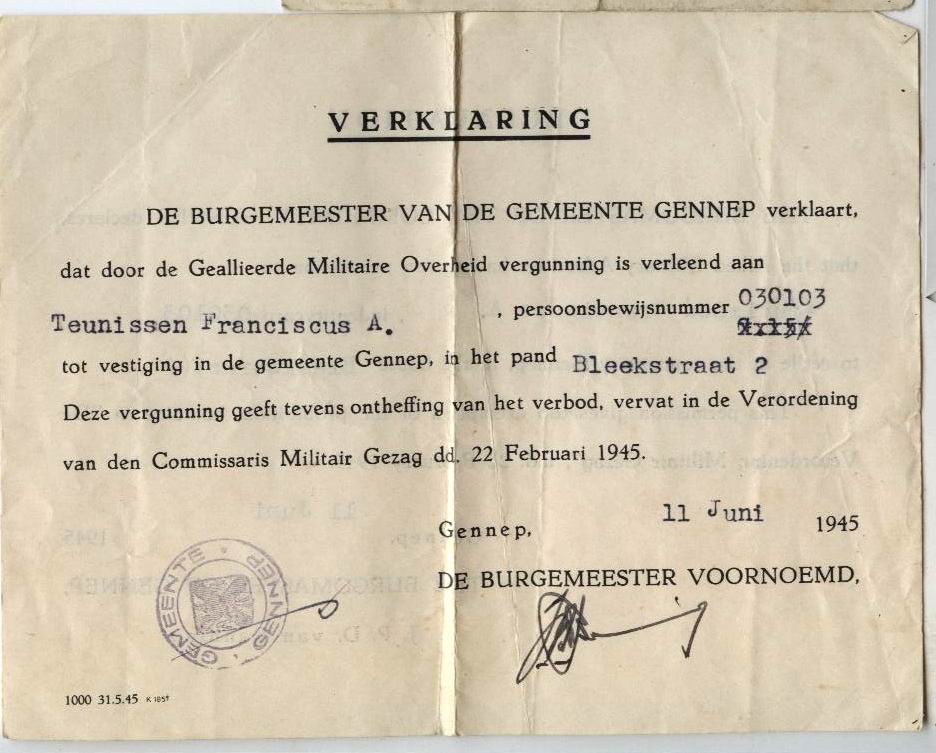 VERKLARING
DE BURGEMEESTER VAN DE GEMEENTE GENNEP verklaart,
dat door de Geallieerde Militaire Overheid vergunning is verleend aan
Teunissen Franciscus A. , persoonsbewijsnummer 030103
tot vestiging in de gemeente Gennep, in het pand Bleekstraat 2
Deze vergunning geeft tevens ontheffing van het verbod, vervat in de Verordening
van den Commissaris Militair Gezag dd. 22 Februari 1945.
Gennep, 11 Juni 1945
DE BURGEMEESTER VOORNOEMD,
GEMEENTE GENNEP
1000 31.5.45